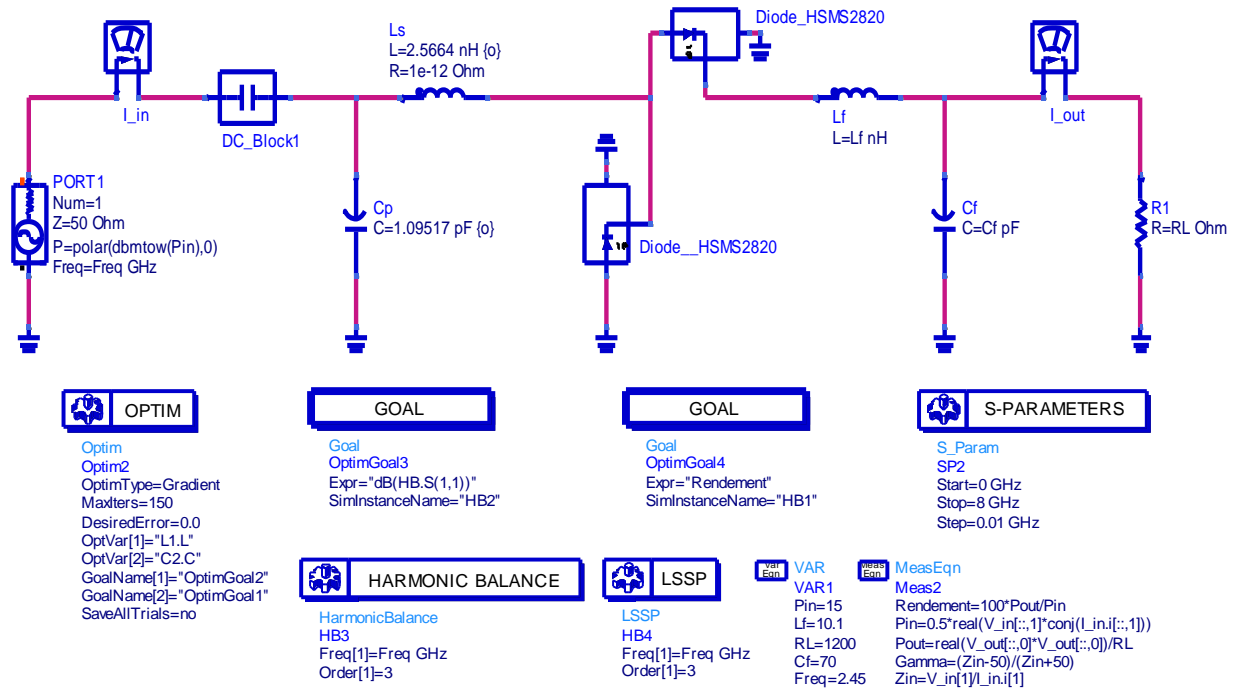 Ls
L=2.5664 nH {o}
R=1e-12 Ohm
Diode_HSMS2820
I_in
DC_Block1
Lf
L=Lf nH
I_out
PORT1
Num=1
Z=50 Ohm
P=polar(dbmtow(Pin),0)
Freq=Freq GHz
Cp
C=1.09517 pF {o}
Diode__HSMS2820
Cf
C=Cf pF
R1
R=RL Ohm
OPTIM
Optim
Optim2
OptimType=Gradient
MaxIters=150
DesiredError=0.0
OptVar[1]="L1.L"
OptVar[2]="C2.C"
GoalName[1]="OptimGoal2"
GoalName[2]="OptimGoal1"
SaveAllTrials=no
GOAL
Goal
OptimGoal3
Expr="dB(HB.S(1,1))"
SimInstanceName="HB2"
GOAL
Goal
OptimGoal4
Expr="Rendement"
SimInstanceName="HB1"
S-PARAMETERS
S_Param
SP2
Start=0 GHz
Stop=8 GHz
Step=0.01 GHz
HARMONIC BALANCE
HarmonicBalance
HB3
Freq[1]=Freq GHz
Order[1]=3
LSSP
LSSP
HB4
Freq[1]=Freq GHz
Order[1]=3
Var
Eqn
VAR
VAR1
Pin=15
Lf=10.1
RL=1200
Cf=70
Freq=2.45
Meas
Eqn
MeasEqn
Meas2
Rendement=100*Pout/Pin
Pin=0.5*real(V_in[::,1]*conj(I_in.i[::,1]))
Pout=real(V_out[::,0]*V_out[::,0])/RL
Gamma=(Zin-50)/(Zin+50)
Zin=V_in[1]/I_in.i[1]